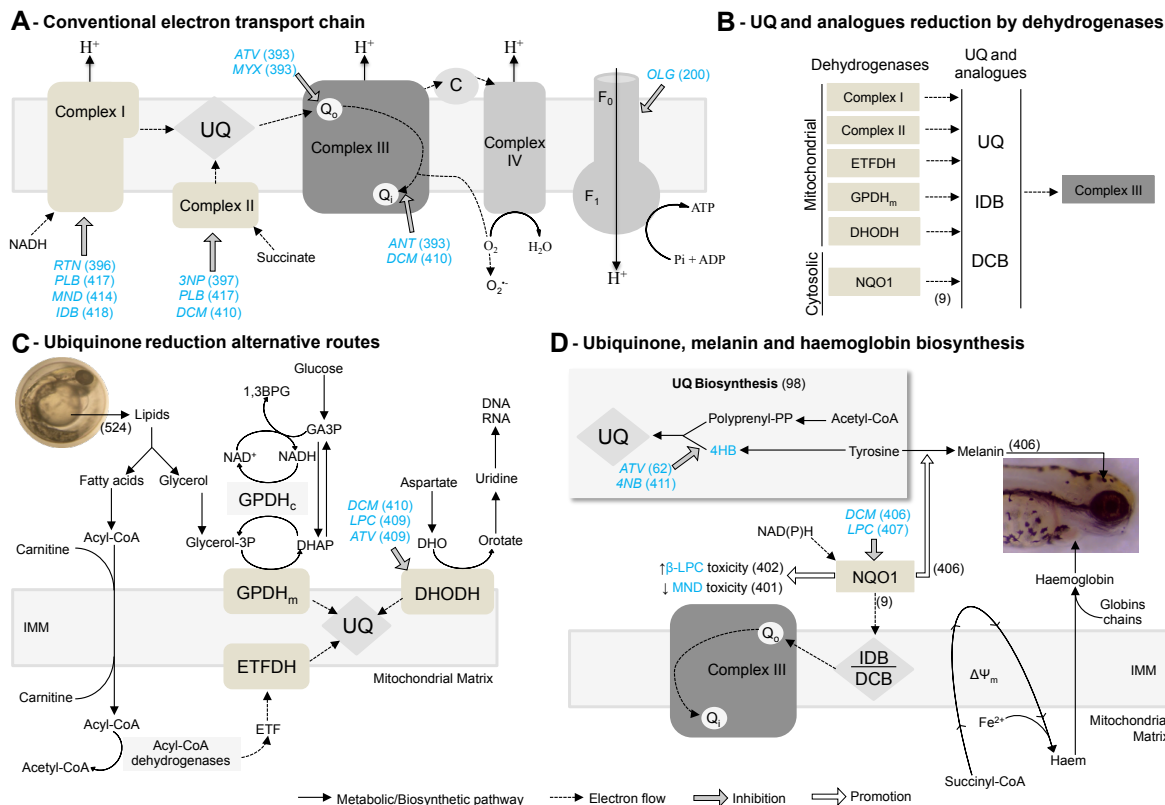 A - Conventional electron transport chain
H⁺
ATV (393)
MYX (393)
H⁺
H⁺
OLG (200)
Complex I
UQ
Qo
Complex III
Qi
C
Complex IV
F0
F1
Complex II
NADH
Succinate
RTN (396)
PLB (417)
MND (414)
IDB (418)
3NP (397)
PLB (417)
DCM (410)
ANT (393)
DCM (410)
O₂
H₂O
O₂•-
ATP
Pi + ADP
H⁺
B - UQ and analogues reduction by dehydrogenases
Dehydrogenases
UQ and
analogues
Mitochondrial
Complex I
Complex II
ETFDH
GPDHm
DHODH
Cytosolic
NQO1
(9)
UQ
IDB
DCB
Complex III
C - Ubiquinone reduction alternative routes
Lipids
(524)
Fatty acids
Glycerol
Acyl-CoA
Carnitine
IMM
Carnitine
Acyl-CoA
Acetyl-CoA
Acyl-CoA
dehydrogenases
ETF
1,3BPG
Glucose
GA3P
NAD⁺
NADH
GPDHc
Glycerol-3P
DHAP
GPDHm
ETFDH
UQ
DHODH
DCM (410)
LPC (409)
ATV (409)
Aspartate
DHO
Orotate
Uridine
DNA
RNA
Mitochondrial Matrix
D - Ubiquinone, melanin and haemoglobin biosynthesis
UQ Biosynthesis (98)
UQ
Polyprenyl-PP
Acetyl-CoA
4HB
Tyrosine
Melanin
(406)
ATV (62)
4NB (411)
DCM (406)
LPC (407)
NAD(P)H
NQO1
(406)
(9)
↑β-LPC toxicity (402)
↓ MND toxicity (401)
Qo
Complex III
Qi
IDB
DCB
ΔΨm
Fe²⁺
Haem
Succinyl-CoA
Haemoglobin
Globins
chains
IMM
Mitochondrial
Matrix
Metabolic/Biosynthetic pathway
Electron flow
Inhibition
Promotion